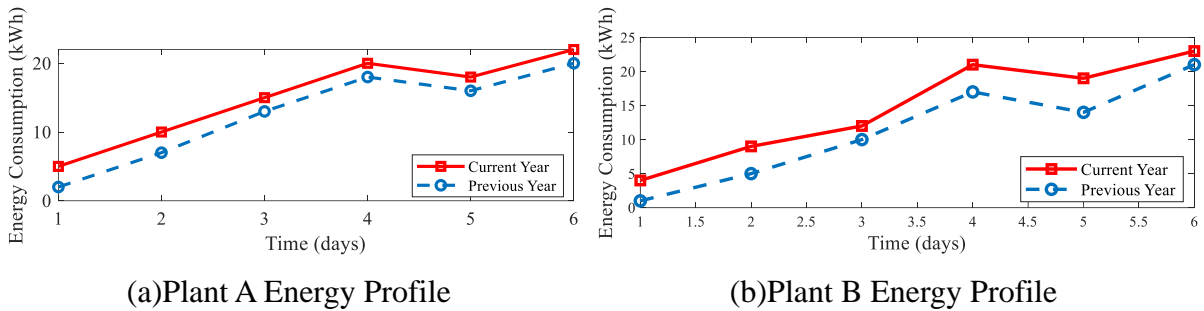 Energy Consumption (kWh)
20
10
0
Current Year
Previous Year
1 2 3 4 5 6
Time (days)
(a)Plant A Energy Profile
Energy Consumption (kWh)
25
20
15
10
5
0
Current Year
Previous Year
1 1.5 2 2.5 3 3.5 4 4.5 5 5.5 6
Time (days)
(b)Plant B Energy Profile